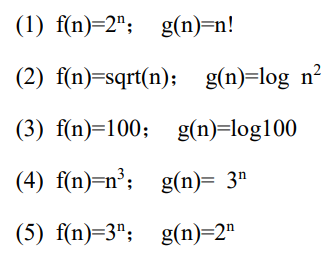 (1) f(n)=2ⁿ； g(n)=n!
(2) f(n)=sqrt(n)； g(n)=log n²
(3) f(n)=100； g(n)=log100
(4) f(n)=n³； g(n)= 3ⁿ
(5) f(n)=3ⁿ； g(n)=2ⁿ